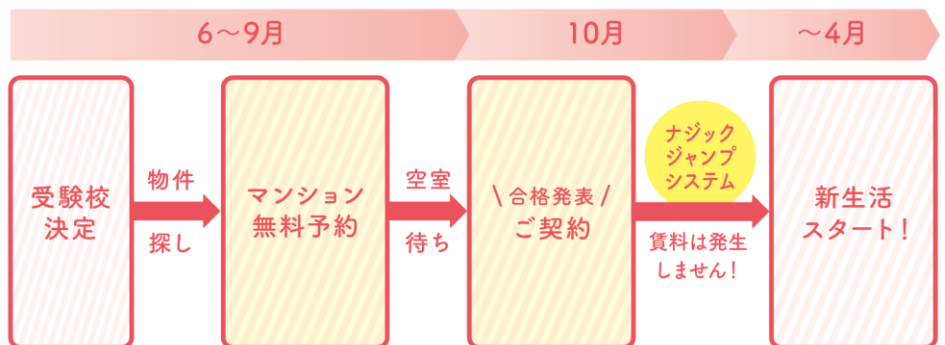 6〜9月
10月
〜4月
受験校
決定
物件
探し
マンション
無料予約
空室
待ち
\合格発表/
ご契約
ナジック
ジャンプ
システム
賃料は発生
しません!
新生活
スタート!